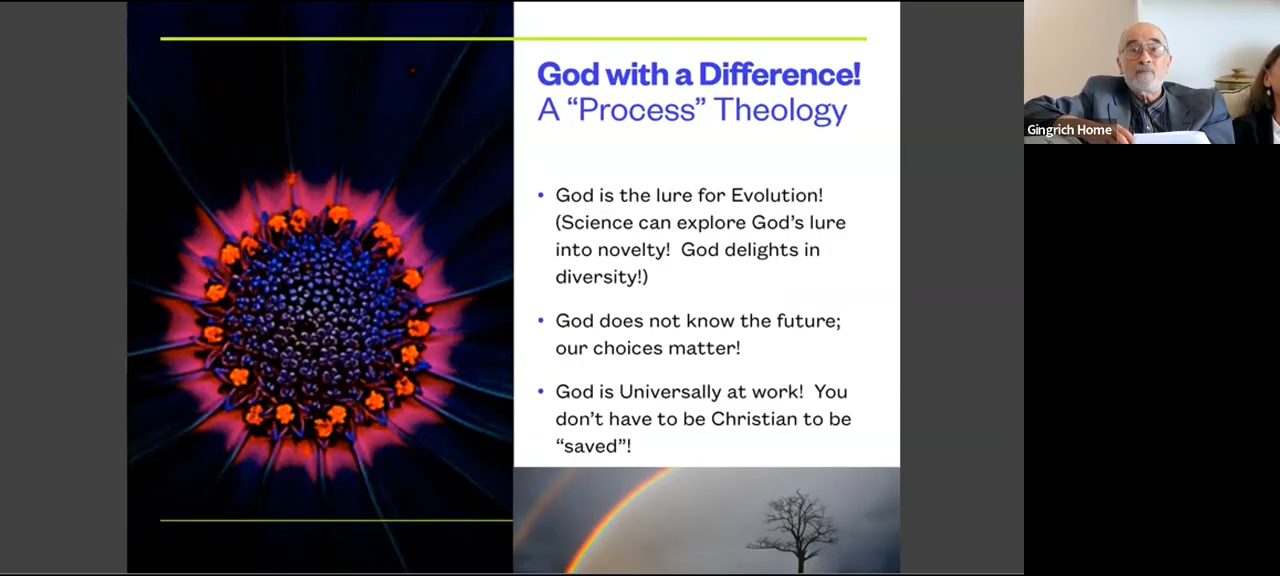 God with a Difference!
A “Process” Theology
• God is the lure for Evolution!
(Science can explore God’s lure
into novelty!  God delights in
diversity!)
• God does not know the future;
our choices matter!
• God is Universally at work!  You
don’t have to be Christian to be
“saved”!
Gingrich Home